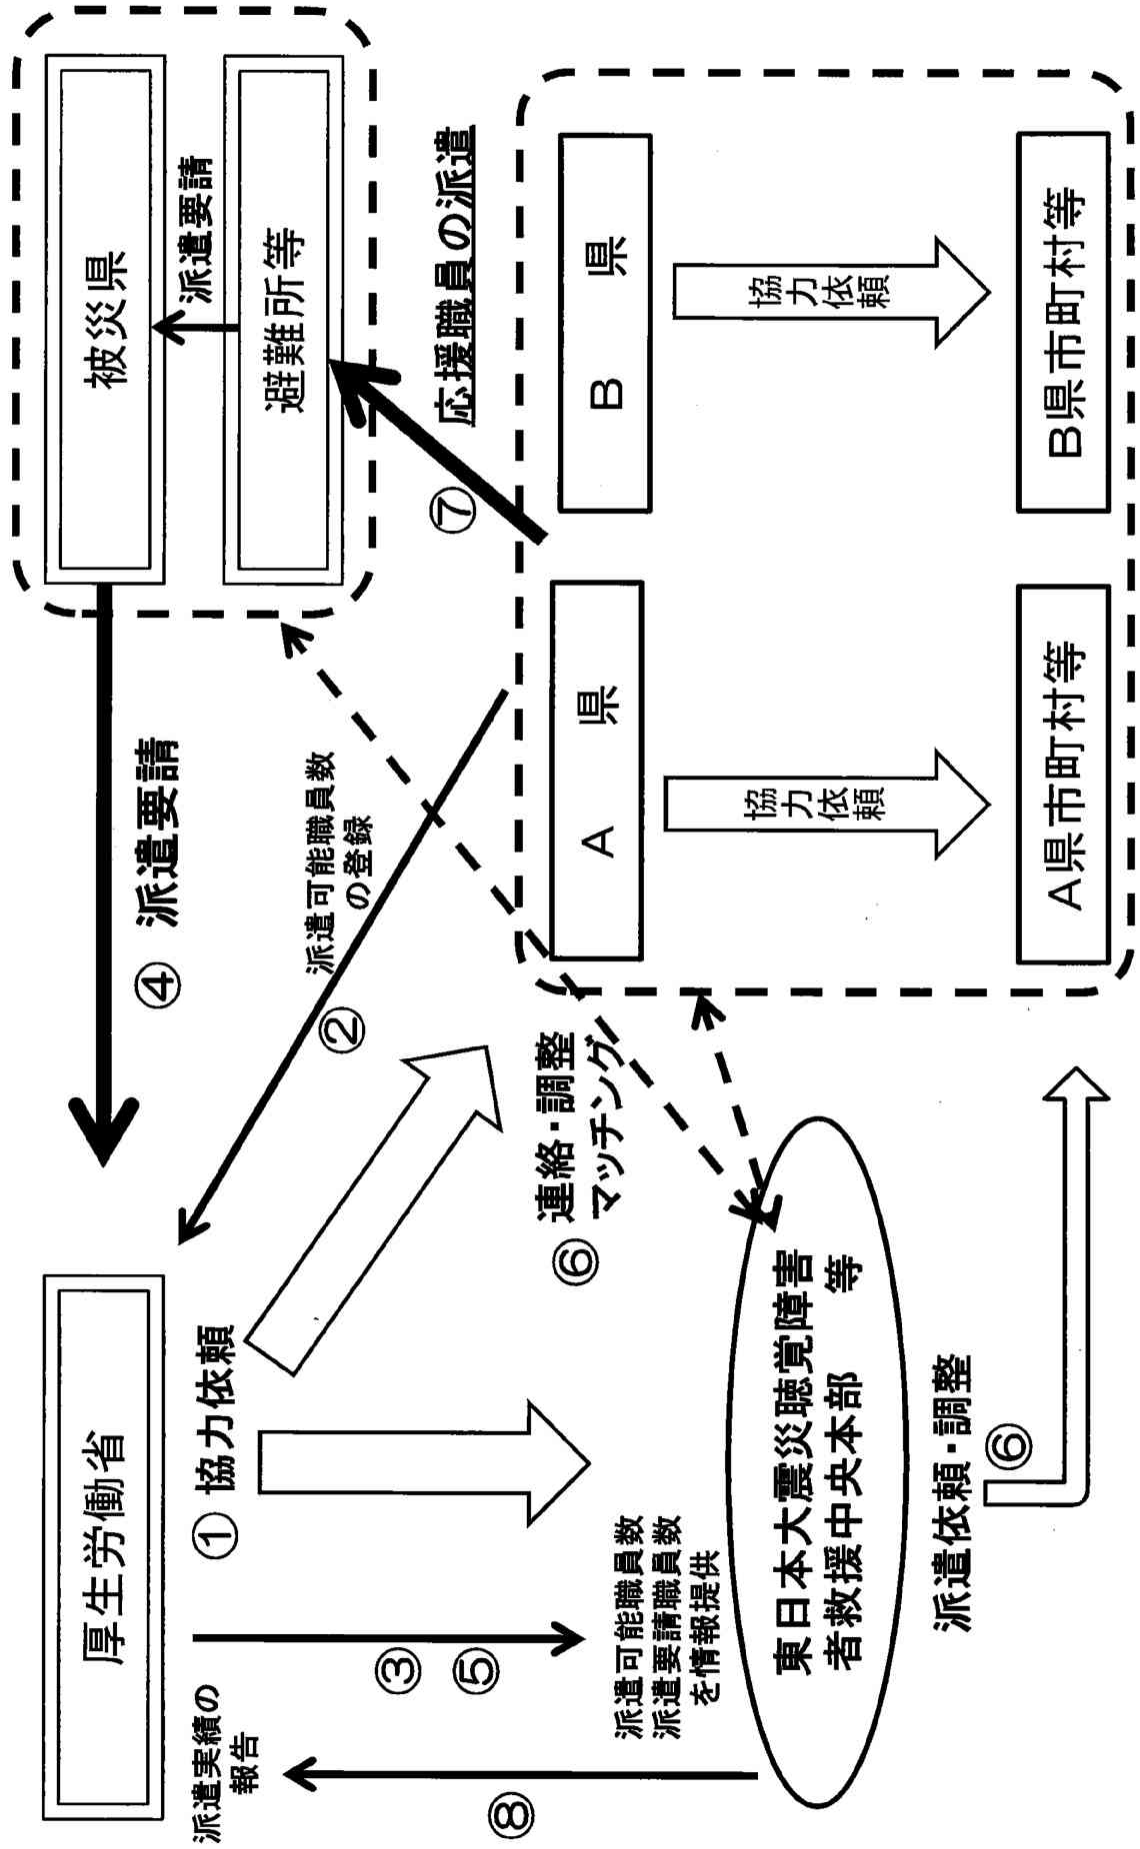 厚生労働省
④ 派遣要請
被災県
派遣要請
避難所等
① 協力依頼
② 派遣可能職員数
の登録
⑦ 応援職員の派遣
派遣実績の
報告
⑧
③
⑤
派遣可能職員数
派遣要請職員数
を情報提供
⑥ 連絡・調整
マッチング
東日本大震災聴覚障害
者救援中央本部 等
⑥
派遣依頼・調整
A 県
B 県
協力依頼
協力依頼
A県市町村等
B県市町村等